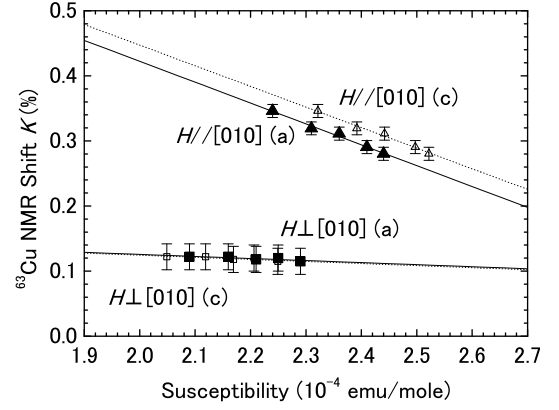 0.5
0.4
0.3
0.2
0.1
0.0
⁶³Cu NMR Shift K (%)
H//[010] (c)
H//[010] (a)
H⊥[010] (a)
H⊥[010] (c)
1.9 2.0 2.1 2.2 2.3 2.4 2.5 2.6 2.7
Susceptibility (10⁻⁴ emu/mole)